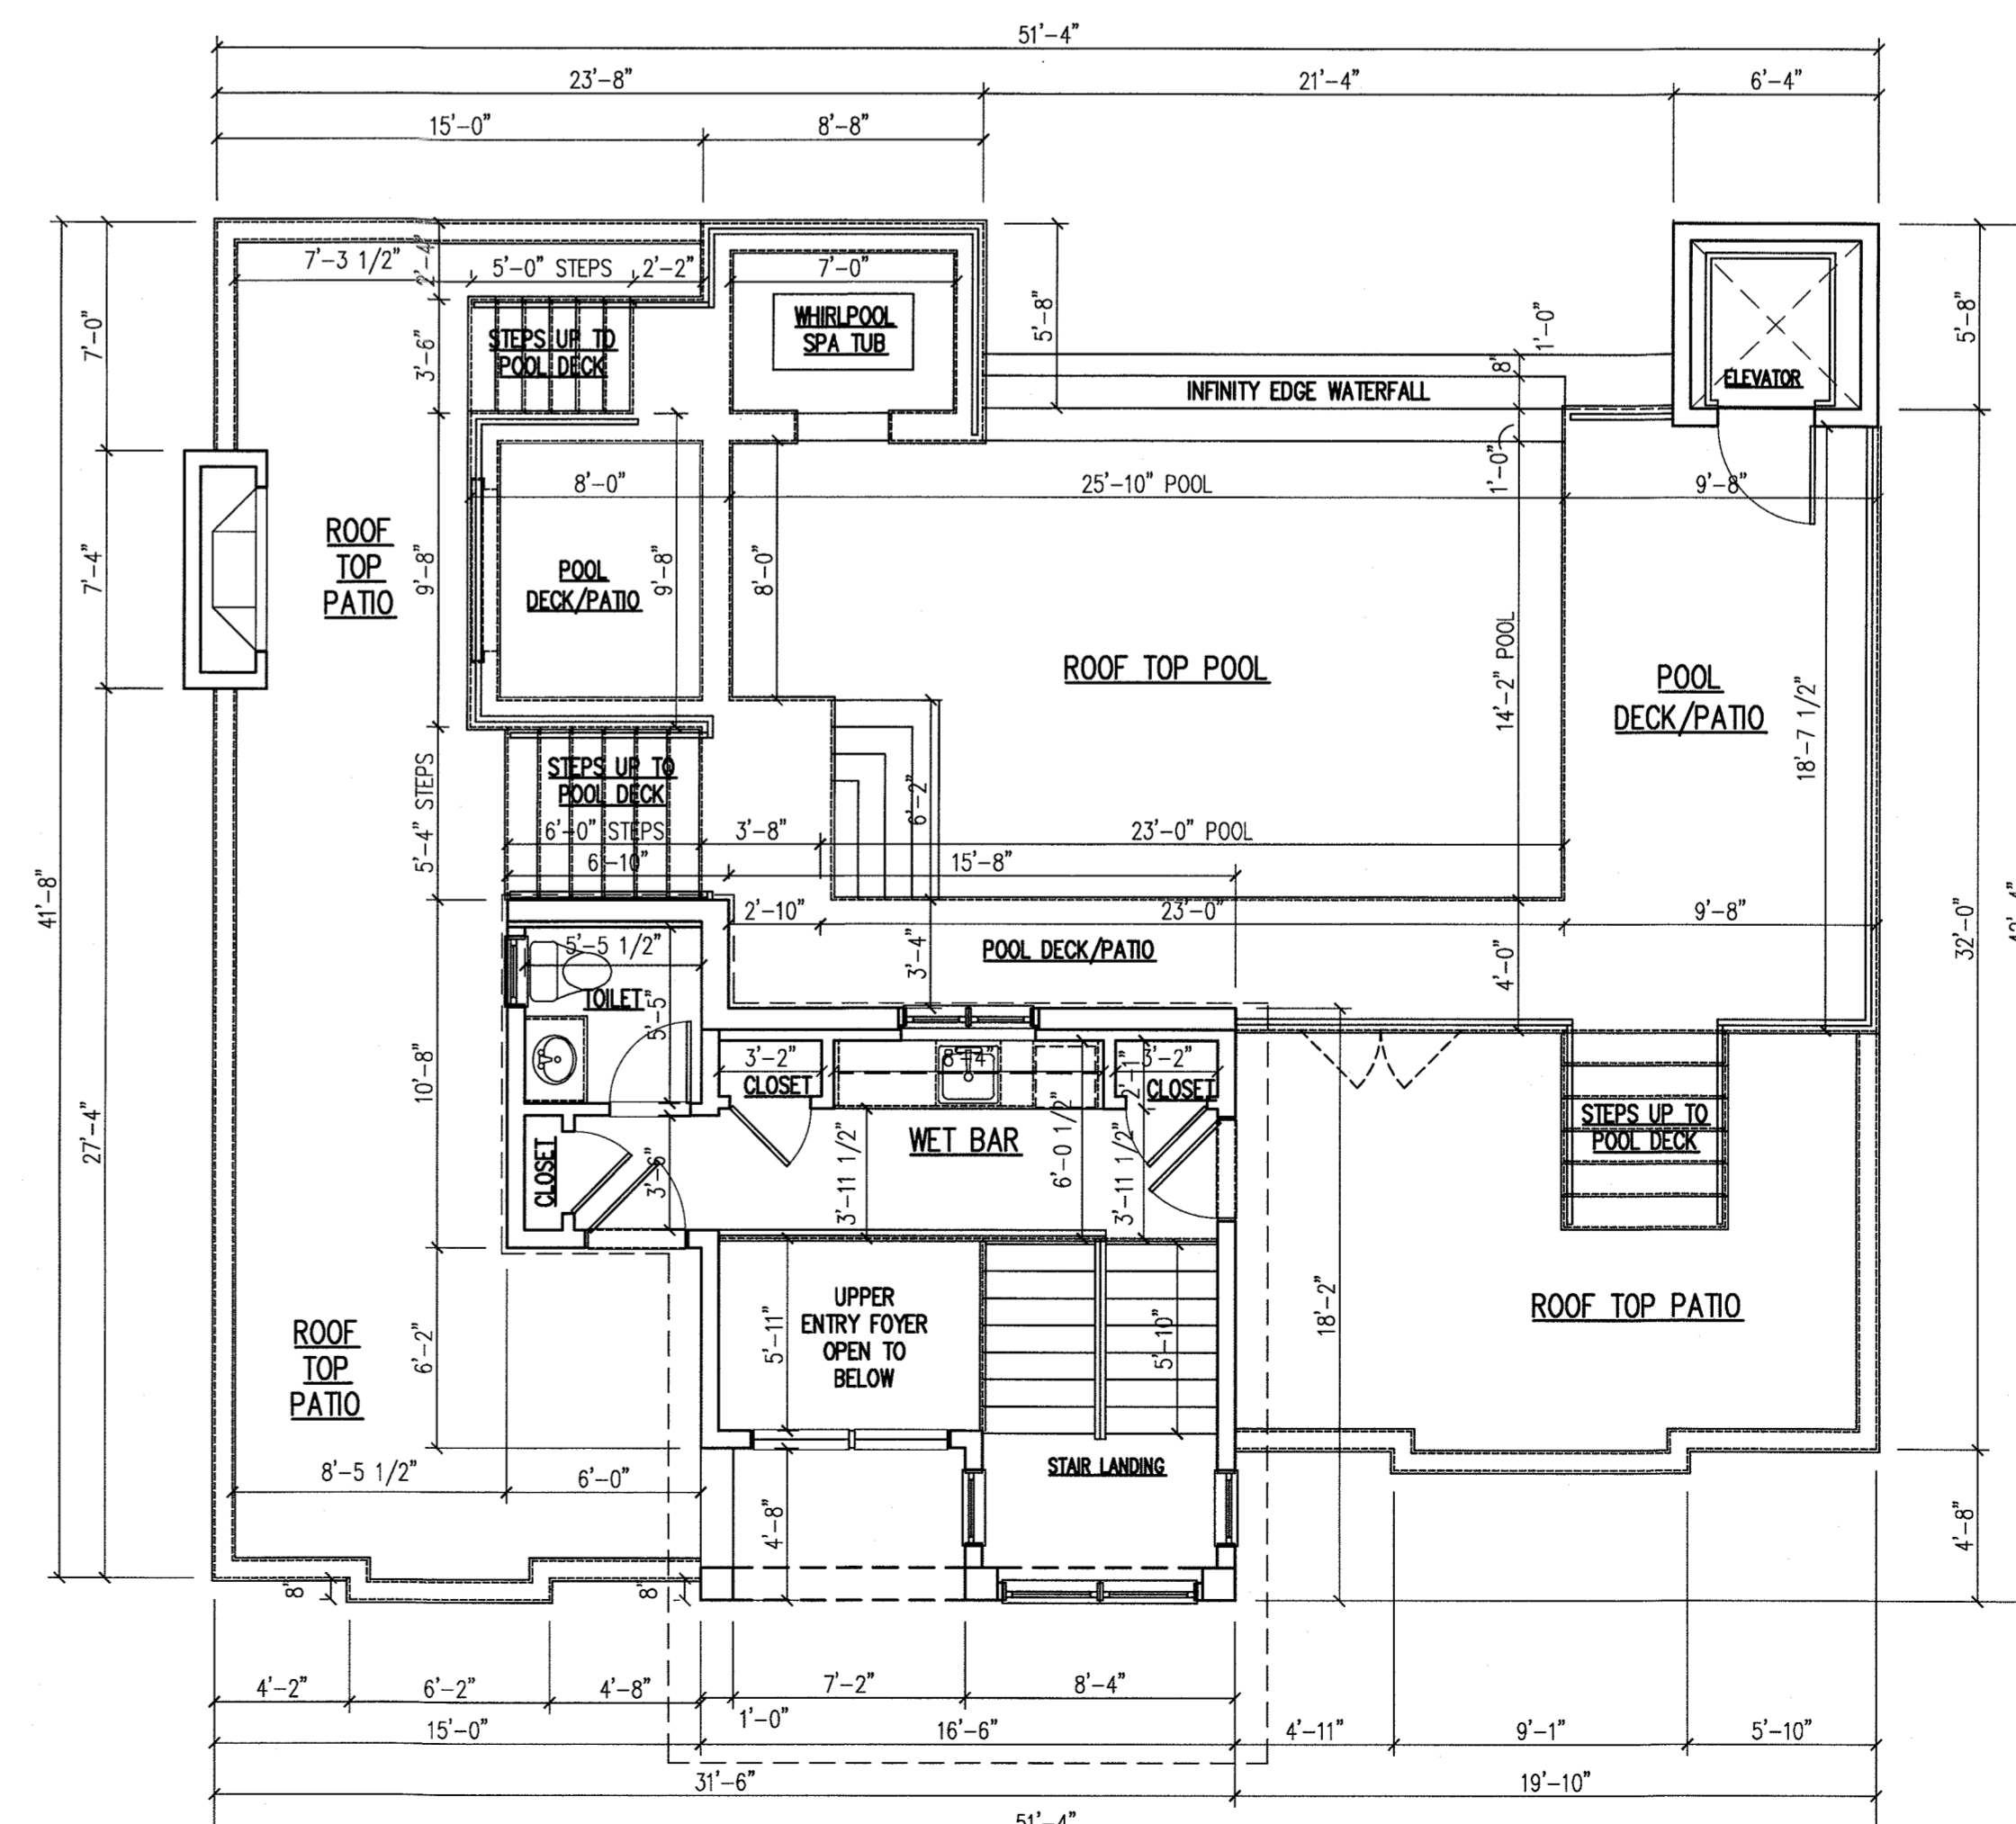 51'-4"
23'-8"
21'-4"
6'-4"
15'-0"
8'-8"
7'-3 1/2"
2'-4"
5'-0" STEPS
2'-2"
7'-0"
7'-0"
WHIRLPOOL
SPA TUB
5'-8"
1'-0"
8"
5'-8"
STEPS UP TO
POOL DECK
3'-6"
INFINITY EDGE WATERFALL
ELEVATOR
1'-0"
8'-0"
25'-10" POOL
9'-8"
ROOF
TOP
PATIO
7'-4"
9'-8"
POOL
DECK/PATIO
9'-8"
8'-0"
ROOF TOP POOL
14'-2" POOL
POOL
DECK/PATIO
18'-7 1/2"
STEPS UP TO
POOL DECK
5'-4" STEPS
6'-0" STEPS
3'-8"
6'-2"
23'-0" POOL
6'-10"
15'-8"
41'-8"
2'-10"
23'-0"
9'-8"
32'-0"
5'-5 1/2"
3'-4"
POOL DECK/PATIO
4'-0"
TOILET
5'-5"
10'-8"
27'-4"
3'-2"
CLOSET
8'-4"
2'-1"
3'-2"
CLOSET
WET BAR
STEPS UP TO
POOL DECK
CLOSET
3'-6"
3'-11 1/2"
6'-0 1/2"
3'-11 1/2"
UPPER
ENTRY FOYER
OPEN TO
BELOW
5'-11"
5'-10"
18'-2"
ROOF TOP PATIO
ROOF
TOP
PATIO
6'-2"
8'-5 1/2"
6'-0"
STAIR LANDING
4'-8"
4'-8"
8"
8"
4'-2"
6'-2"
4'-8"
7'-2"
8'-4"
1'-0"
15'-0"
16'-6"
4'-11"
9'-1"
5'-10"
31'-6"
19'-10"
51'-4"